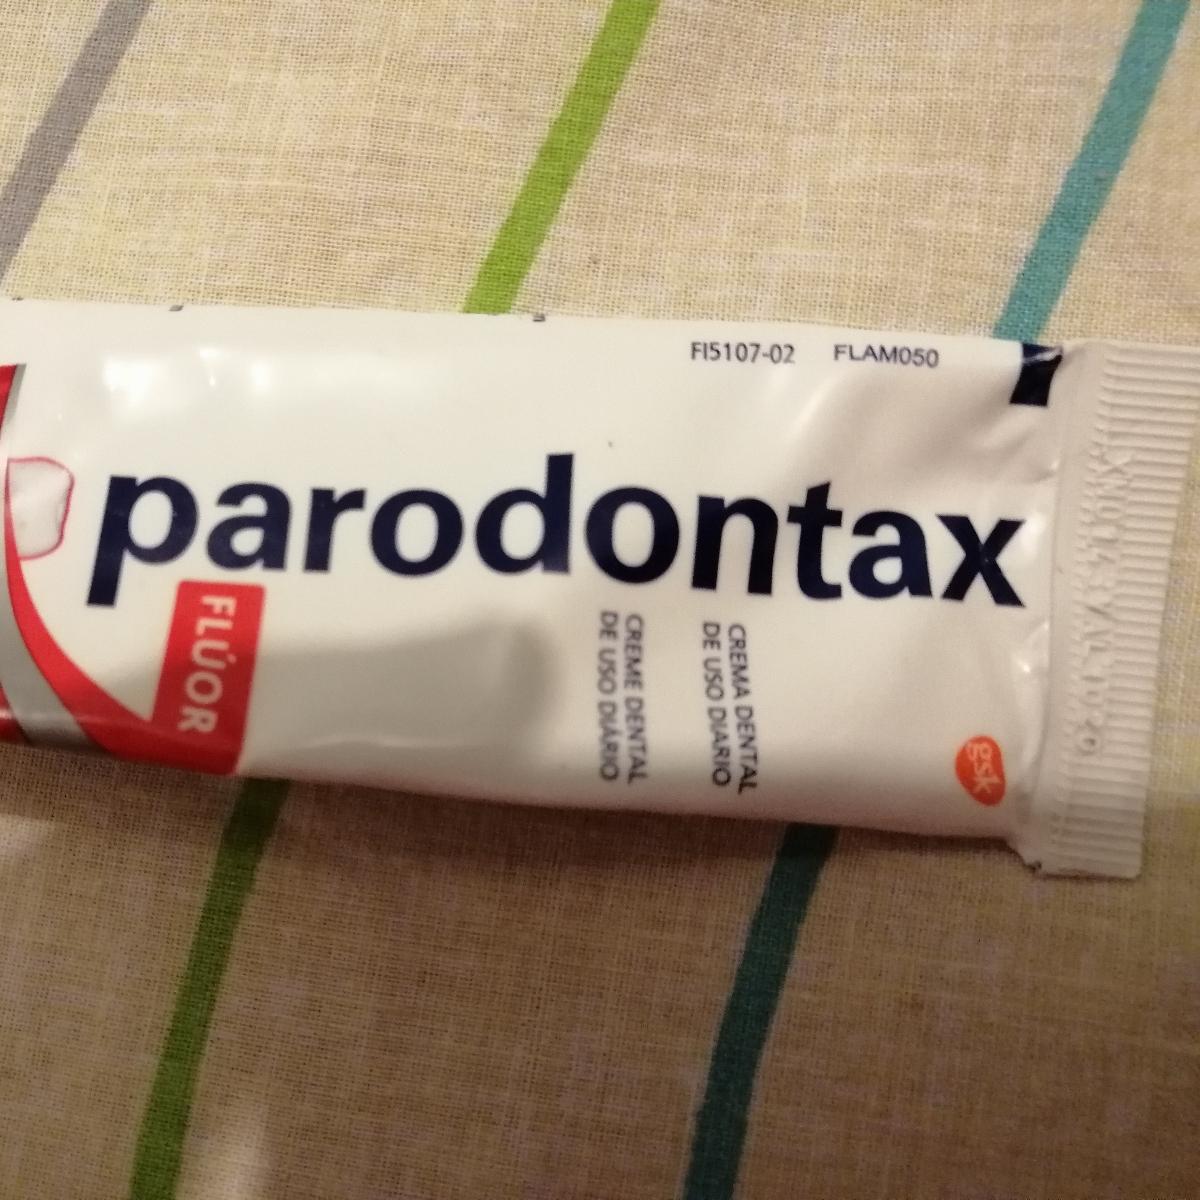 FI5107-02 FLAM050
parodontax
FLÚOR
CREME DENTAL
DE USO DIÁRIO
CREMA DENTAL
DE USO DIARIO
gsk